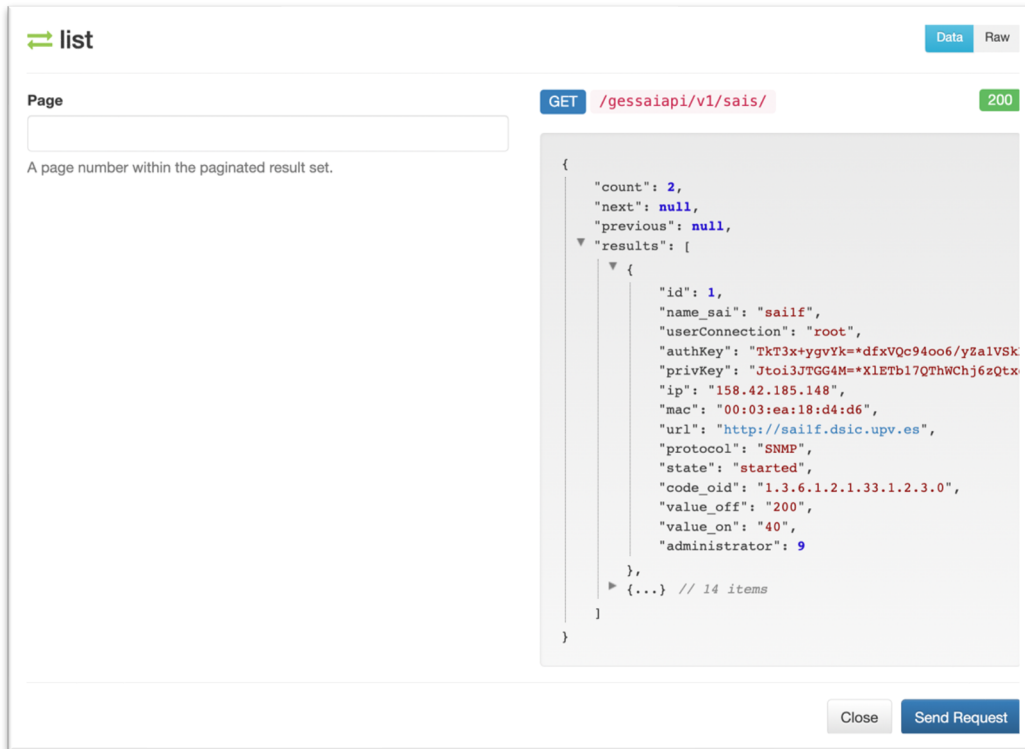 list
Data Raw
Page
A page number within the paginated result set.
GET /gessaiapi/v1/sais/
200
{
"count": 2,
"next": null,
"previous": null,
"results": [
{
"id": 1,
"name_sai": "sai1f",
"userConnection": "root",
"authKey": "TkT3x+ygvYk=*dfxVQc94oo6/yZa1VSk
"privKey": "Jtoi3JTGG4M=*XlETb17QThWChj6zQtx
"ip": "158.42.185.148",
"mac": "00:03:ea:18:d4:d6",
"url": "http://sai1f.dsic.upv.es",
"protocol": "SNMP",
"state": "started",
"code_oid": "1.3.6.1.2.1.33.1.2.3.0",
"value_off": "200",
"value_on": "40",
"administrator": 9
},
{...} // 14 items
]
}
Close Send Request